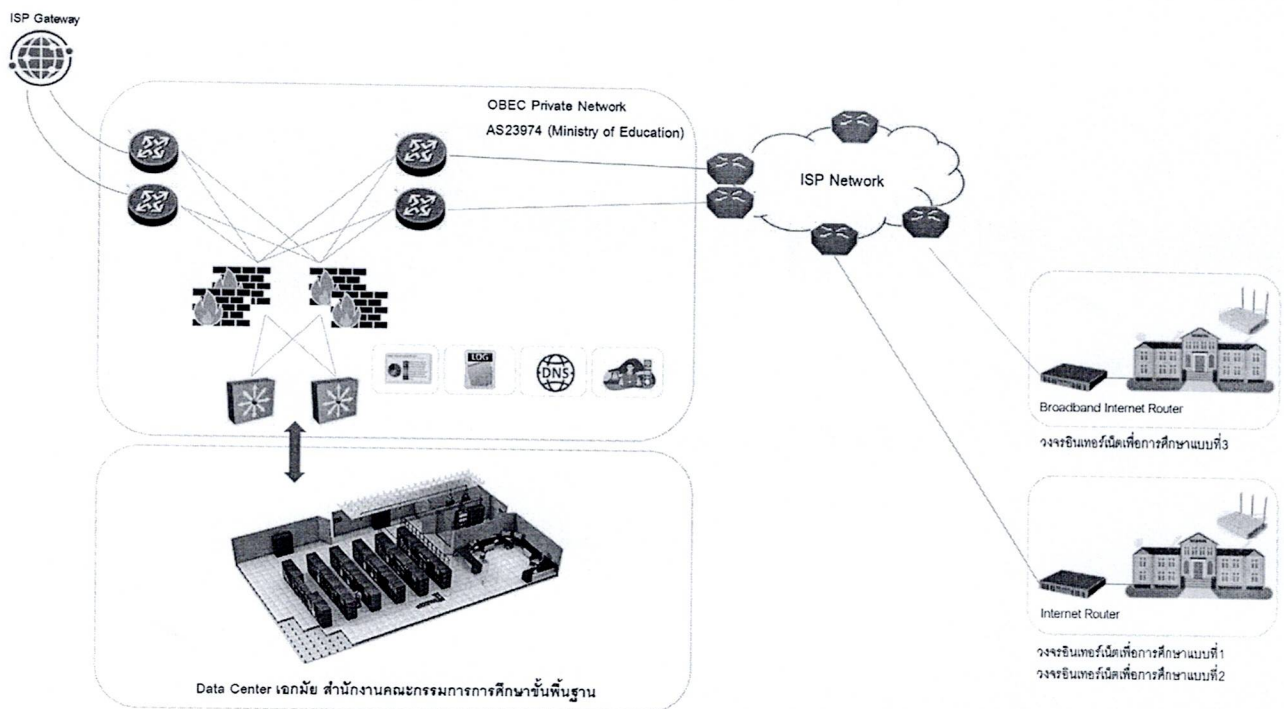 ISP Gateway
OBEC Private Network
AS23974 (Ministry of Education)
ISP Network
LOG
DNS
Broadband Internet Router
วงจรอินเทอร์เน็ตเพื่อการศึกษาแบบที่3
Internet Router
วงจรอินเทอร์เน็ตเพื่อการศึกษาแบบที่1
วงจรอินเทอร์เน็ตเพื่อการศึกษาแบบที่2
Data Center เอกมัย สำนักงานคณะกรรมการการศึกษาขั้นพื้นฐาน